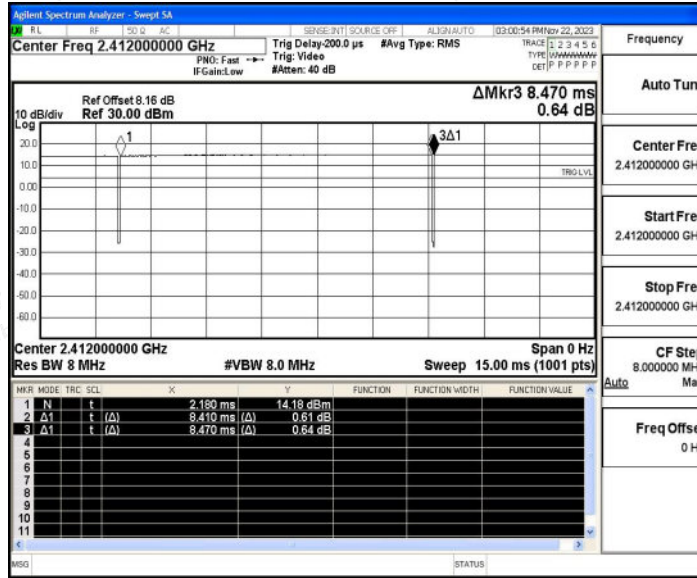 Agilent Spectrum Analyzer - Swept SA
RL RF 50 Ω AC SENSE:INT SOURCE OFF ALIGNAUTO 03:00:54 PM Nov 22, 2023
Center Freq 2.412000000 GHz
PNO: Fast
IFGain:Low
Trig Delay-200.0 µs
Trig: Video
#Atten: 40 dB
#Avg Type: RMS
TRACE 1 2 3 4 5 6
TYPE WWWWWW
DET P P P P P P
ΔMkr3 8.470 ms
0.64 dB
Ref Offset 8.16 dB
10 dB/div Ref 30.00 dBm
Log
1
3Δ1
20.0
10.0
TRIG LVL
0.00
-10.0
-20.0
-30.0
-40.0
-50.0
-60.0
Center 2.412000000 GHz Span 0 Hz
Res BW 8 MHz #VBW 8.0 MHz Sweep 15.00 ms (1001 pts)
MKR MODE TRC SCL X Y FUNCTION FUNCTION WIDTH FUNCTION VALUE
1 N t 2.180 ms 14.18 dBm
2 Δ1 t (Δ) 8.410 ms (Δ) 0.61 dB
3 Δ1 t (Δ) 8.470 ms (Δ) 0.64 dB
4
5
6
7
8
9
10
11
MSG STATUS
Frequency
Auto Tun
Center Fre
2.412000000 GH
Start Fre
2.412000000 GH
Stop Fre
2.412000000 GH
CF Ste
8.000000 MH
Auto Ma
Freq Offse
0 H